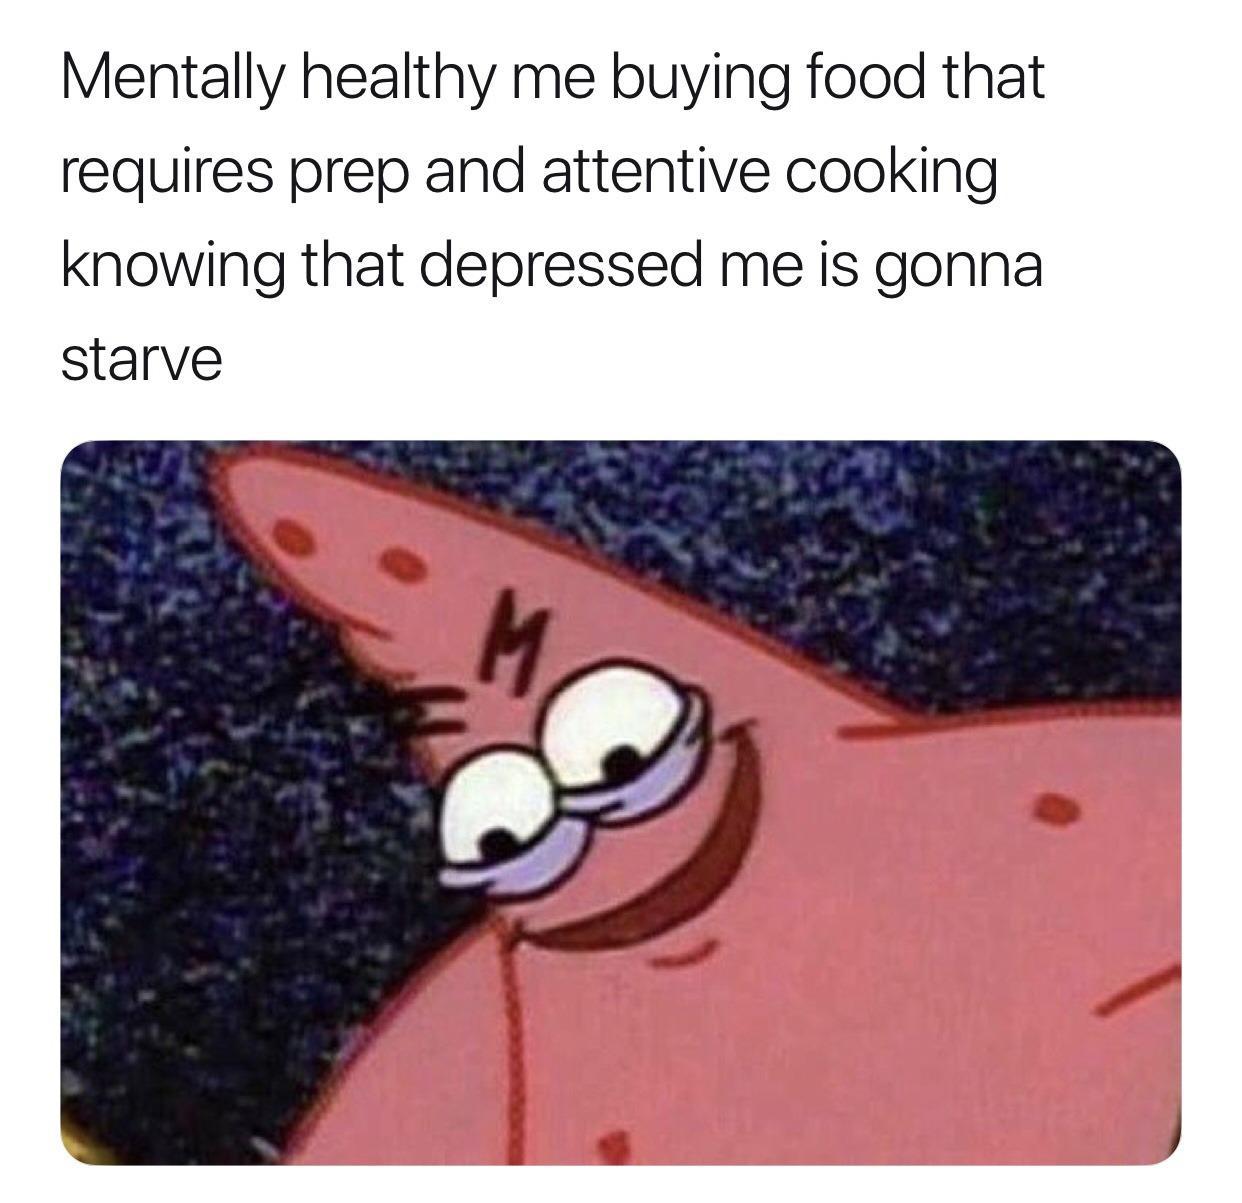 Mentally healthy me buying food that
requires prep and attentive cooking
knowing that depressed me is gonna
starve